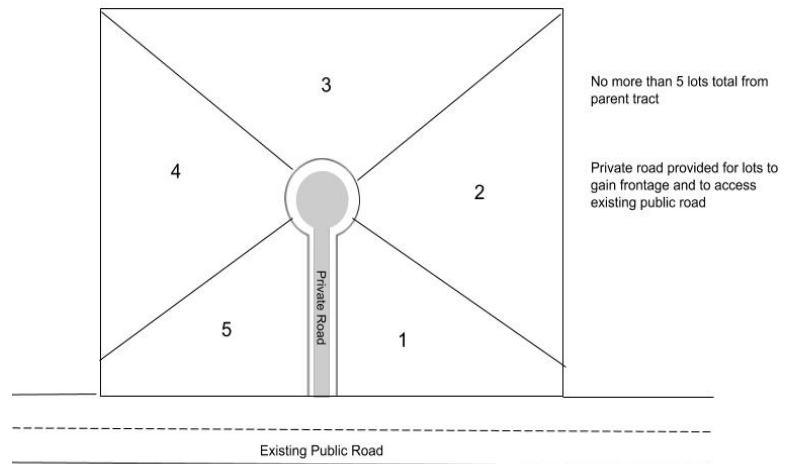 3
No more than 5 lots total from
parent tract
4
Private road provided for lots to
gain frontage and to access
existing public road
2
Private Road
5
1
Existing Public Road